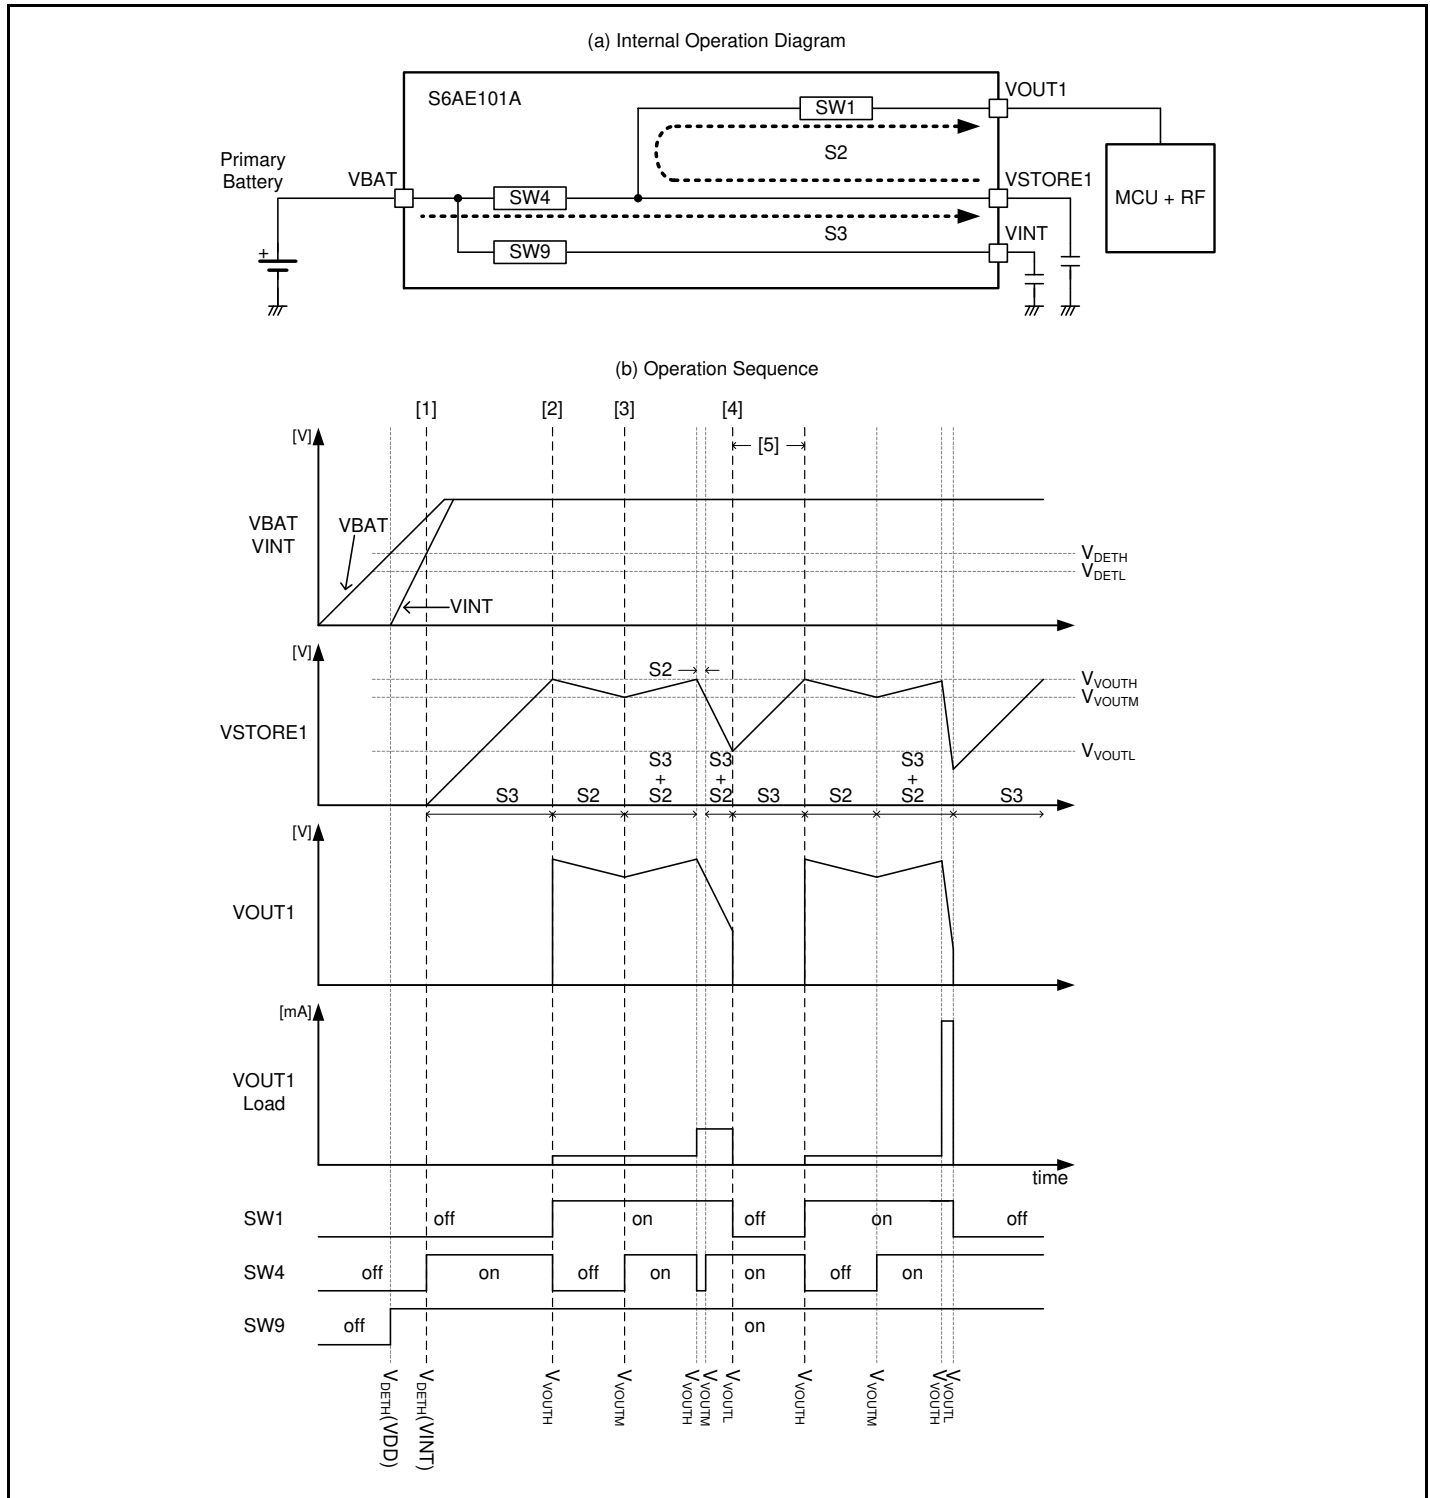 (a) Internal Operation Diagram
S6AE101A
VOUT1
SW1
S2
Primary
Battery
VBAT
SW4
VSTORE1
MCU + RF
S3
VINT
SW9
+
(b) Operation Sequence
[1] [2] [3] [4]
[V]
[5]
VBAT
VINT
VBAT
VDETH
VDETL
VINT
[V]
S2
VVOUTH
VVOUTM
VSTORE1
VVOUTL
S3 S3 S3
+ + +
S3 S2 S2 S2 S3 S2 S2 S3
[V]
VOUT1
[mA]
VOUT1
Load
time
SW1 off on off on off
SW4 off on off on on off on
SW9 off on
VDETH(VDD) VDETH(VINT) VVOUTH VVOUTM VVOUTH VVOUTM VVOUTL VVOUTH VVOUTM VVOUTH VVOUTL